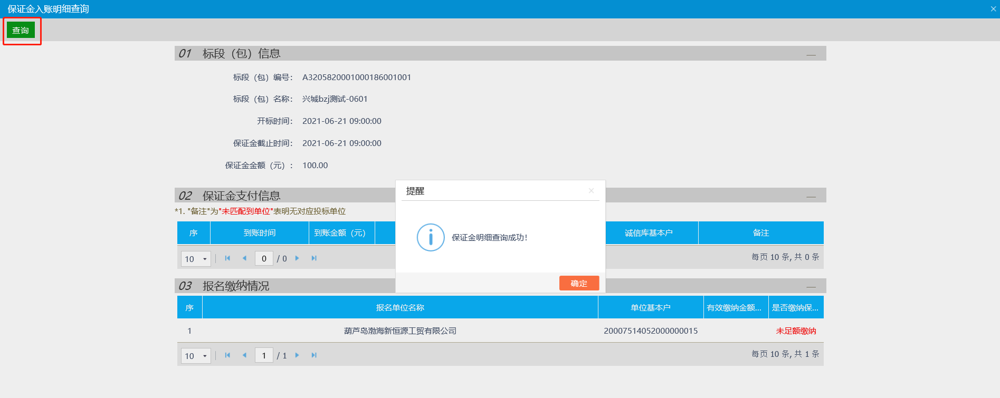 保证金入账明细查询
查询
01 标段（包）信息
标段（包）编号： A3205820001000186001001
标段（包）名称： 兴城bzj测试-0601
开标时间： 2021-06-21 09:00:00
保证金截止时间： 2021-06-21 09:00:00
保证金金额（元）： 100.00
02 保证金支付信息
*1. "备注"为"未匹配到单位"表明无对应投标单位
序 到账时间 到账金额（元） 诚信库基本户 备注
10 0 / 0 每页 10 条, 共 0 条
提醒
保证金明细查询成功!
确定
03 报名缴纳情况
序 报名单位名称 单位基本户 有效缴纳金额... 是否缴纳保...
1 葫芦岛渤海新恒源工贸有限公司 20007514052000000015 未足额缴纳
10 1 / 1 每页 10 条, 共 1 条